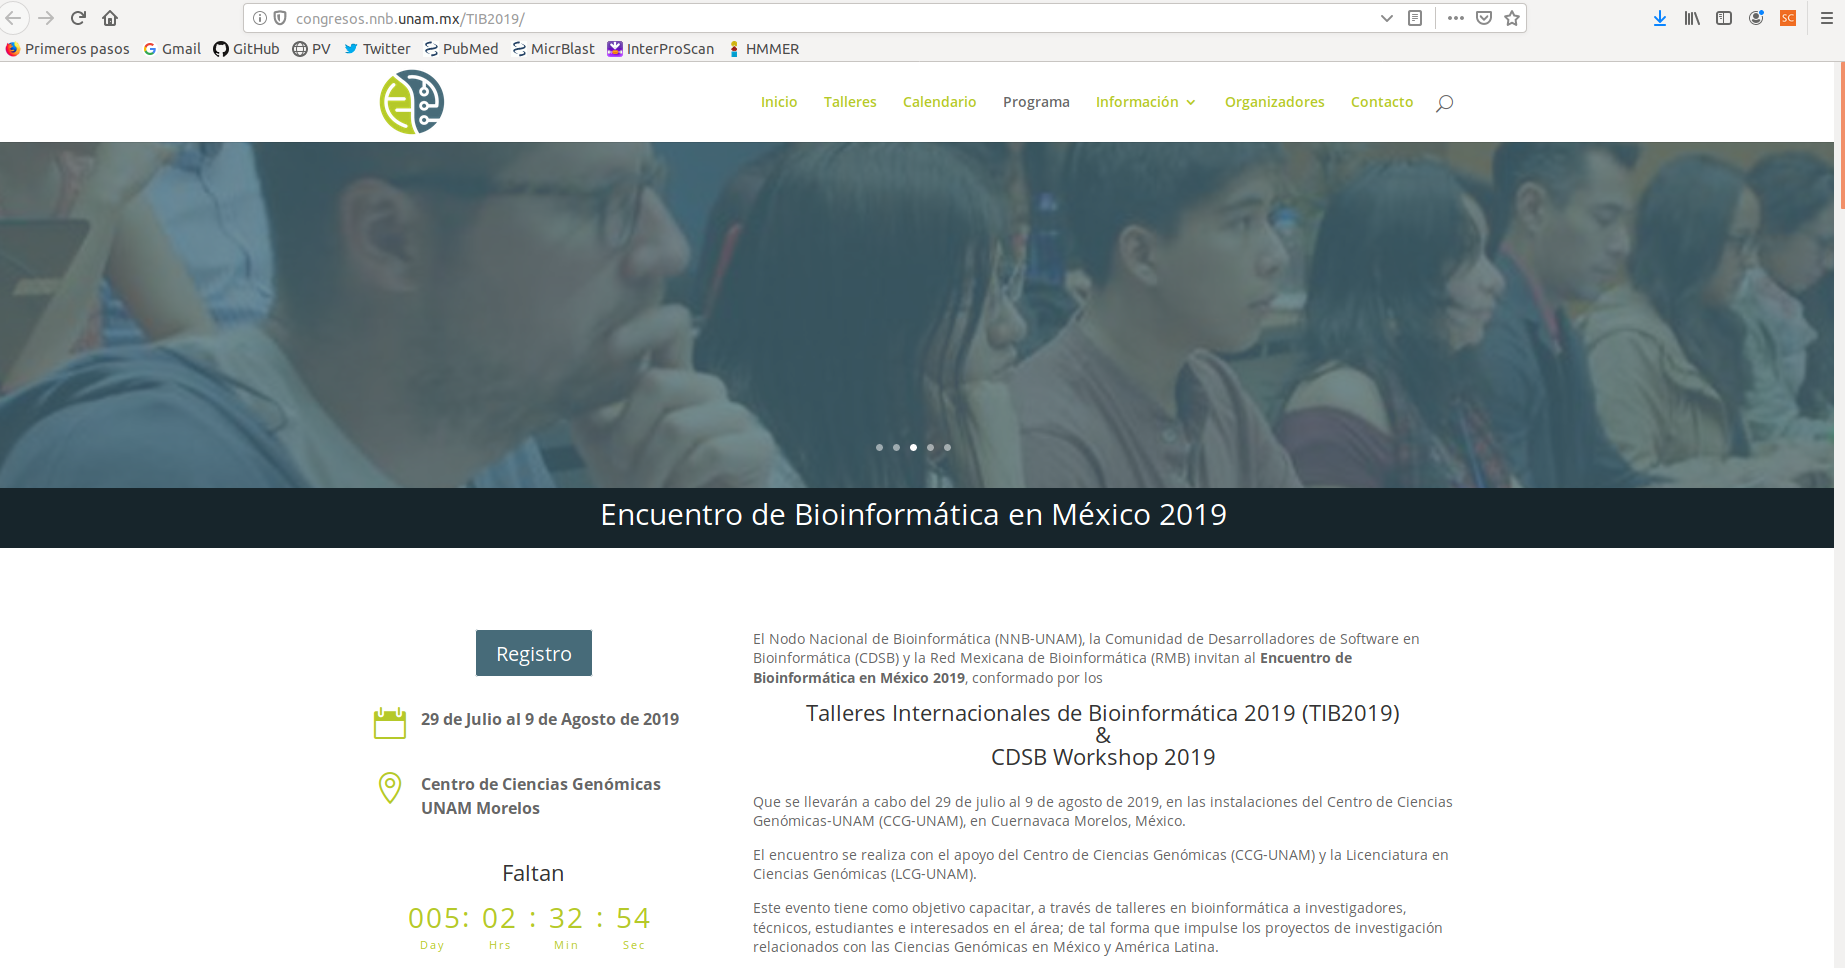 congresos.nnb.unam.mx/TIB2019/
SC
Primeros pasos Gmail GitHub PV Twitter PubMed MicrBlast InterProScan HMMER
Inicio Talleres Calendario Programa Información Organizadores Contacto
Encuentro de Bioinformática en México 2019
Registro
29 de Julio al 9 de Agosto de 2019
Centro de Ciencias Genómicas
UNAM Morelos
Faltan
005: 02 : 32 : 54
Day Hrs Min Sec
El Nodo Nacional de Bioinformática (NNB-UNAM), la Comunidad de Desarrolladores de Software en
Bioinformática (CDSB) y la Red Mexicana de Bioinformática (RMB) invitan al Encuentro de
Bioinformática en México 2019, conformado por los
Talleres Internacionales de Bioinformática 2019 (TIB2019)
&
CDSB Workshop 2019
Que se llevarán a cabo del 29 de julio al 9 de agosto de 2019, en las instalaciones del Centro de Ciencias
Genómicas-UNAM (CCG-UNAM), en Cuernavaca Morelos, México.
El encuentro se realiza con el apoyo del Centro de Ciencias Genómicas (CCG-UNAM) y la Licenciatura en
Ciencias Genómicas (LCG-UNAM).
Este evento tiene como objetivo capacitar, a través de talleres en bioinformática a investigadores,
técnicos, estudiantes e interesados en el área; de tal forma que impulse los proyectos de investigación
relacionados con las Ciencias Genómicas en México y América Latina.